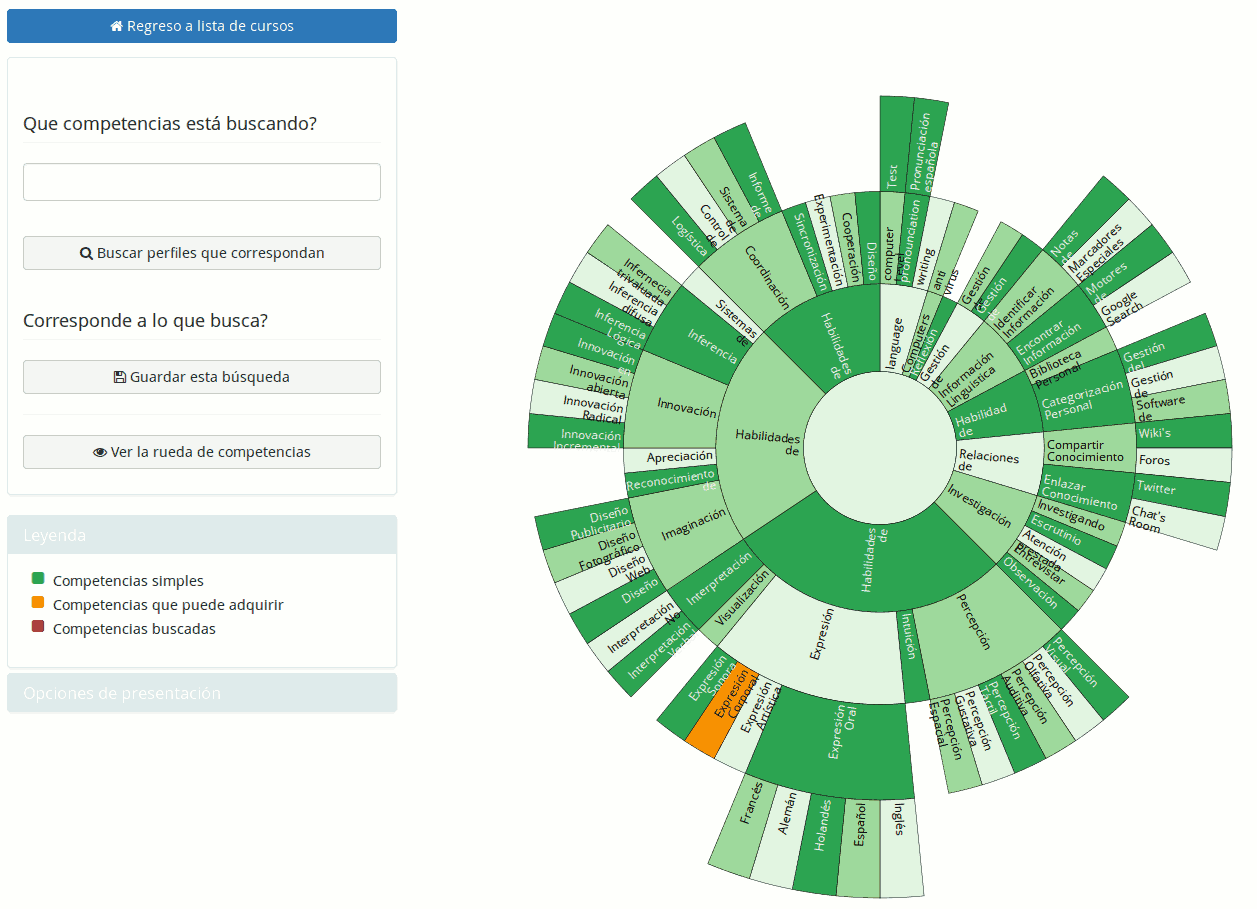 Regreso a lista de cursos
Que competencias está buscando?
Buscar perfiles que correspondan
Corresponde a lo que busca?
Guardar esta búsqueda
Ver la rueda de competencias
Leyenda
Competencias simples
Competencias que puede adquirir
Competencias buscadas
Opciones de presentación
Test
Pronunciación
española
computer
pronounciation
writing
anti
virus
language
Computers
Reflexión
Gestión
de
Gestión
de
Gestión
Información
Linguistica
Identificar
Información
Notas
de
Marcadores
Especiales
Encontrar
Información
Motores
de
Google
Search
Biblioteca
Personal
Habilidad
de
Categorización
Personal
Gestión
del
Gestión
de
Software
de
Wiki's
Relaciones
de
Compartir
Conocimiento
Foros
Enlazar
Conocimiento
Twitter
Chat's
Room
Investigación
Investigando
Escrutinio
Atención
prestada
Entrevistar
Observación
Habilidades
de
Percepción
Percepción
Visual
Percepción
Olfativa
Percepción
Auditiva
Percepción
Táctil
Percepción
Gustativa
Percepción
Espacial
Intuición
Expresión
Expresión
Oral
Inglés
Español
Holandés
Alemán
Francés
Expresión
Artística
Expresión
Corporal
Expresión
Sonora
Visualización
Interpretación
Interpretación
Verbal
Interpretación
No
Imaginación
Diseño
Diseño
Web
Diseño
Fotográfico
Diseño
Publicitario
Reconocimiento
de
Apreciación
Habilidades
de
Innovación
Innovación
Incremental
Innovación
Radical
Innovación
abierta
Innovación
en
Inferencia
Inferencia
Lógica
Inferencia
difusa
Infernecia
trivaluada
Sistemas
de
Habilidades
de
Coordinación
Logística
Control
de
Sistema
de
Informe
de
Sincronización
Experimentación
Cooperación
Diseño